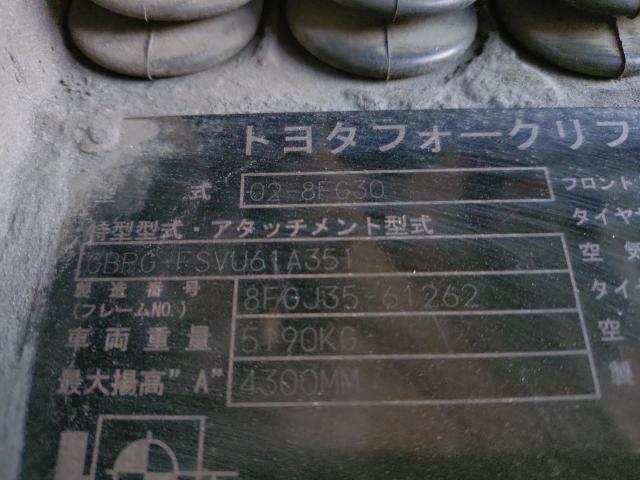 トヨタフォークリフ
型 式 02-8FG30 フロント
特型型式・アタッチメント型式 タイヤ
GBPG-FSVU61A351 空気
製造番号 8FGJ35-61262 タイ
(フレームNO.) 空
車両重量 5190KG 製
最大揚高"A" 4300MM